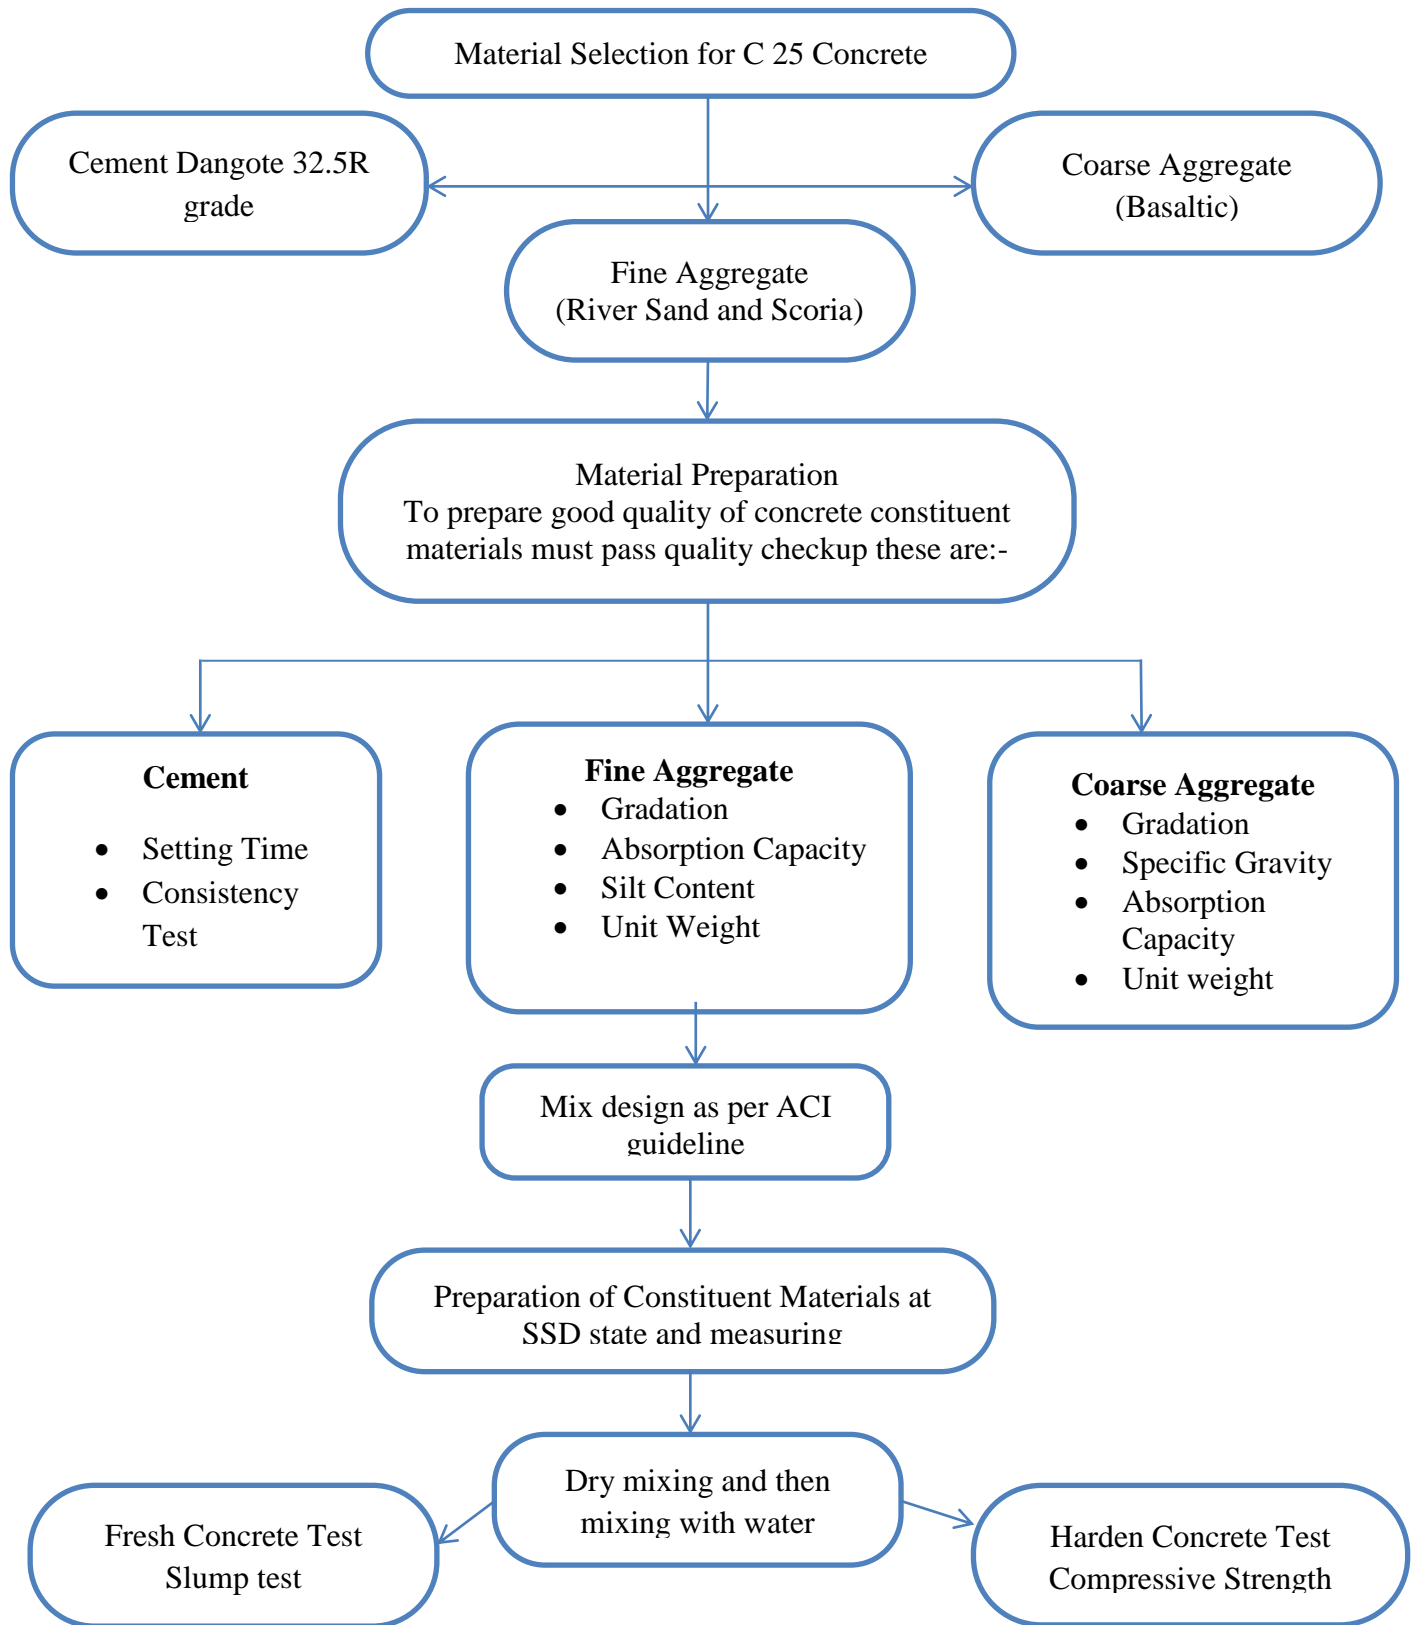 Material Selection for C 25 Concrete
Cement Dangote 32.5R
grade
Coarse Aggregate
(Basaltic)
Fine Aggregate
(River Sand and Scoria)
Material Preparation
To prepare good quality of concrete constituent
materials must pass quality checkup these are:-
Cement
• Setting Time
• Consistency
Test
Fine Aggregate
• Gradation
• Absorption Capacity
• Silt Content
• Unit Weight
Coarse Aggregate
• Gradation
• Specific Gravity
• Absorption
Capacity
• Unit weight
Mix design as per ACI
guideline
Preparation of Constituent Materials at
SSD state and measuring
Dry mixing and then
mixing with water
Fresh Concrete Test
Slump test
Harden Concrete Test
Compressive Strength